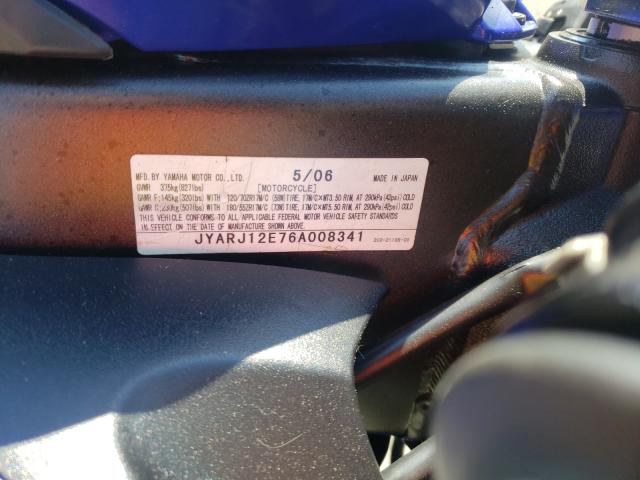 MFD. BY YAMAHA MOTOR CO., LTD. 5/06 MADE IN JAPAN
GVWR 375kg(827lbs) [MOTORCYCLE]
GAWR F: 145kg(320lbs) WITH 120/70ZR17M/C (58W) TIRE, 17M/C×MT3.50 RIM, AT 290kPa(42psi) COLD
GAWR R: 230kg(507lbs) WITH 180/55ZR17M/C (73W) TIRE, 17M/C×MT5.50 RIM, AT 290kPa(42psi) COLD
THIS VEHICLE CONFORMS TO ALL APPLICABLE FEDERAL MOTOR VEHICLE SAFETY STANDARDS
IN EFFECT ON THE DATE OF MANUFACTURE SHOWN ABOVE.
JYARJ12E76A008341